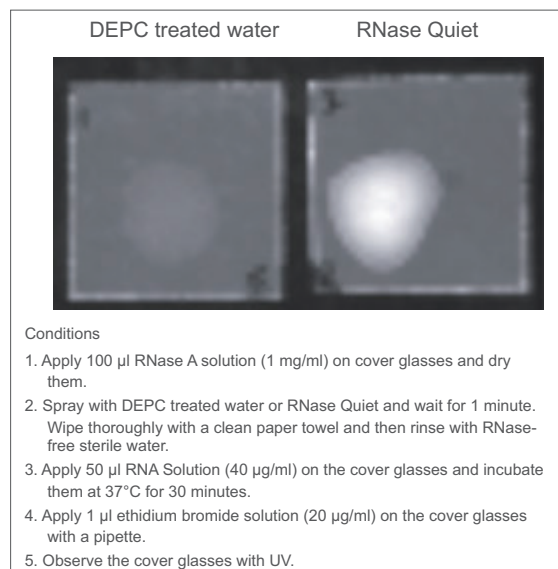 DEPC treated water RNase Quiet
Conditions
1. Apply 100 µl RNase A solution (1 mg/ml) on cover glasses and dry
them.
2. Spray with DEPC treated water or RNase Quiet and wait for 1 minute.
Wipe thoroughly with a clean paper towel and then rinse with RNase-
free sterile water.
3. Apply 50 µl RNA Solution (40 µg/ml) on the cover glasses and incubate
them at 37°C for 30 minutes.
4. Apply 1 µl ethidium bromide solution (20 µg/ml) on the cover glasses
with a pipette.
5. Observe the cover glasses with UV.